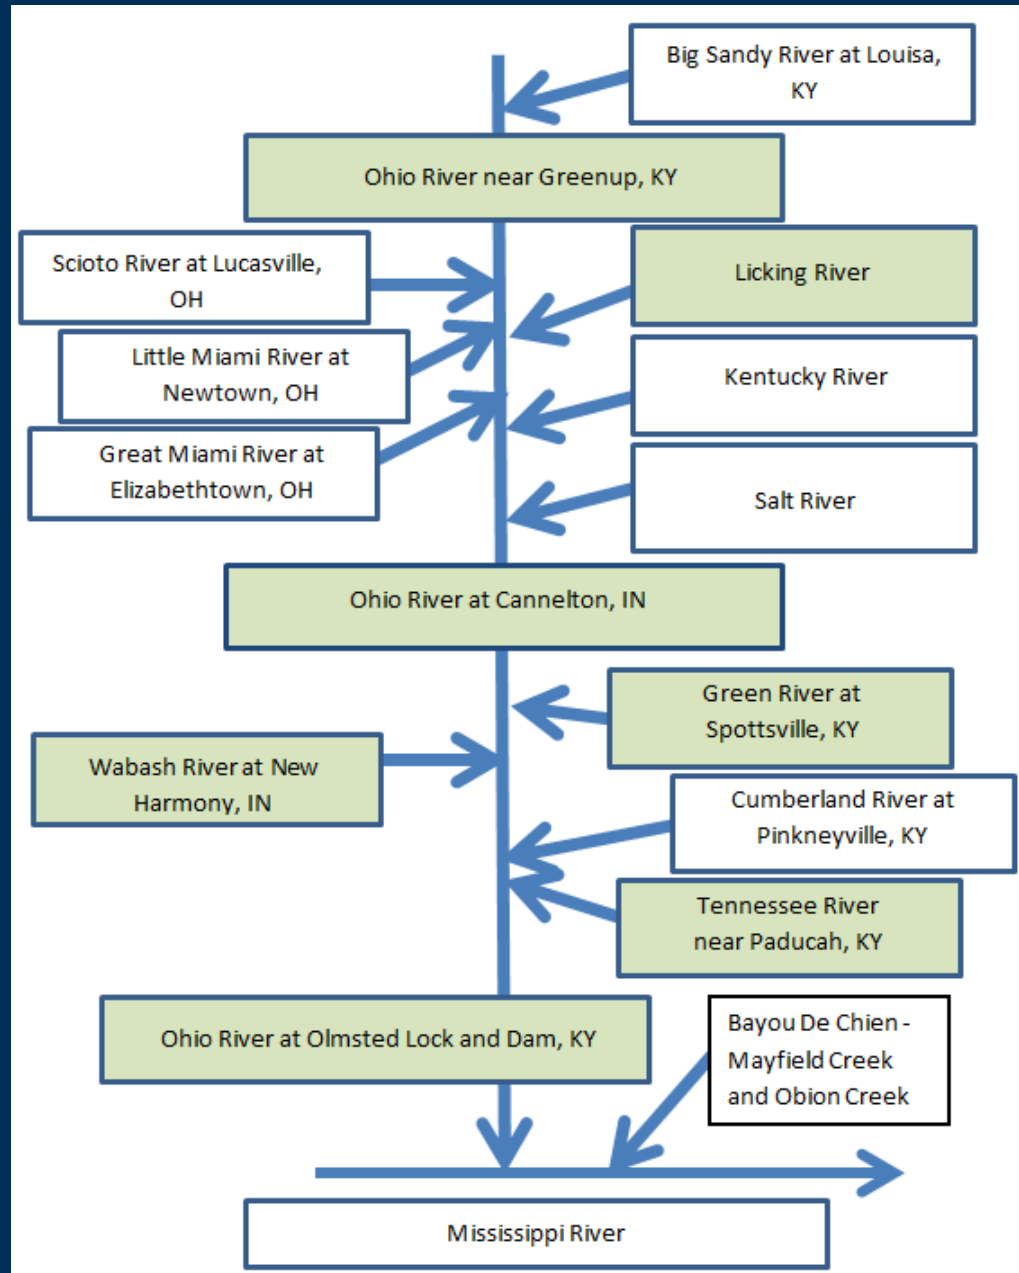 Big Sandy River at Louisa,
KY
Ohio River near Greenup, KY
Scioto River at Lucasville,
OH
Licking River
Little Miami River at
Newtown, OH
Kentucky River
Great Miami River at
Elizabethtown, OH
Salt River
Ohio River at Cannelton, IN
Green River at
Spottsville, KY
Wabash River at New
Harmony, IN
Cumberland River at
Pinkneyville, KY
Tennessee River
near Paducah, KY
Ohio River at Olmsted Lock and Dam, KY
Bayou De Chien -
Mayfield Creek
and Obion Creek
Mississippi River